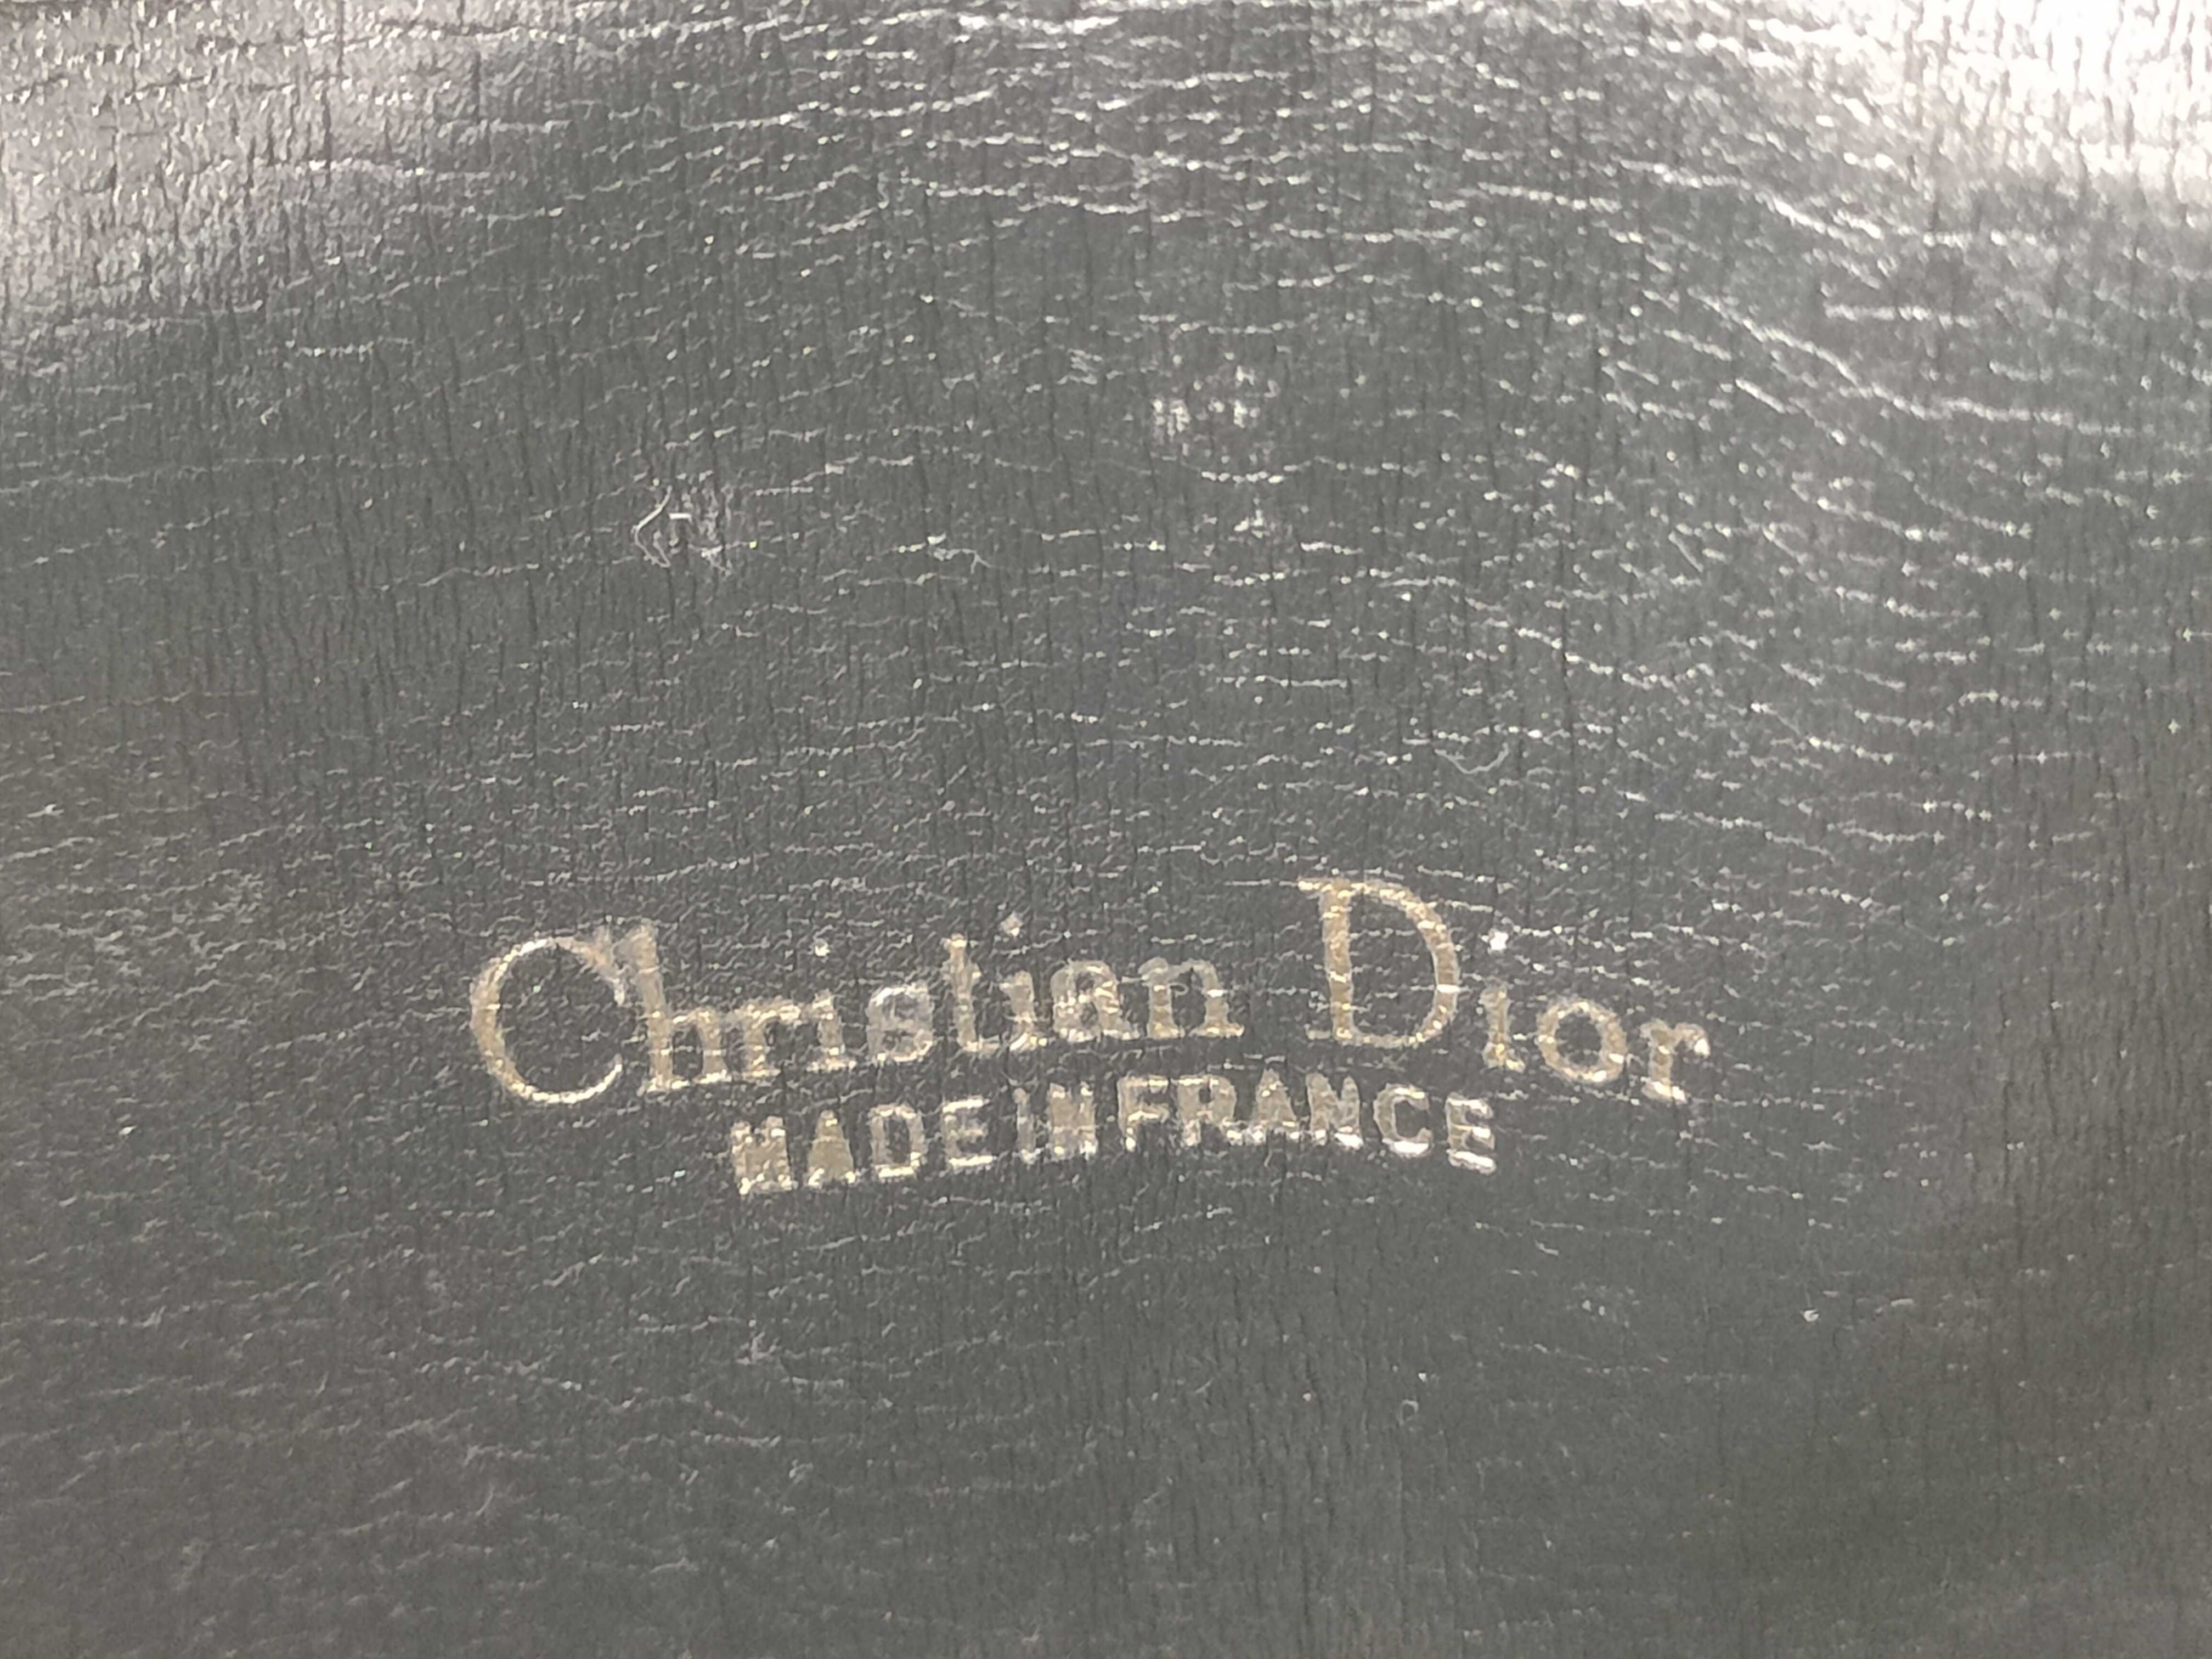 Christian Dior
MADE IN FRANCE